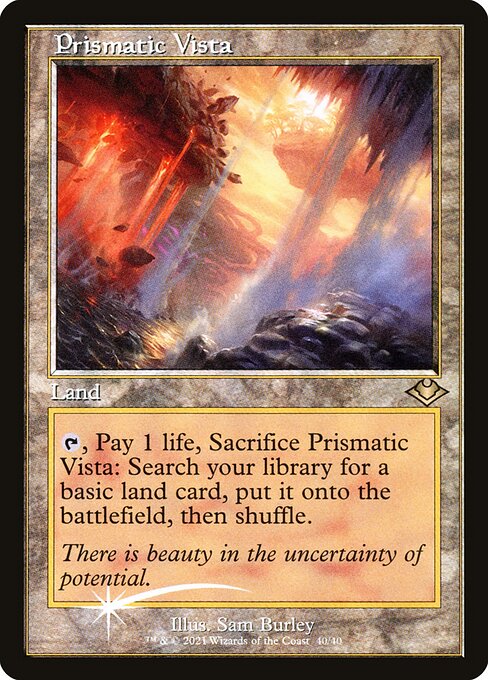 Prismatic Vista
Land
, Pay 1 life, Sacrifice Prismatic
Vista: Search your library for a
basic land card, put it onto the
battlefield, then shuffle.
There is beauty in the uncertainty of
potential.
Illus. Sam Burley
™ & © 2021 Wizards of the Coast 40/40